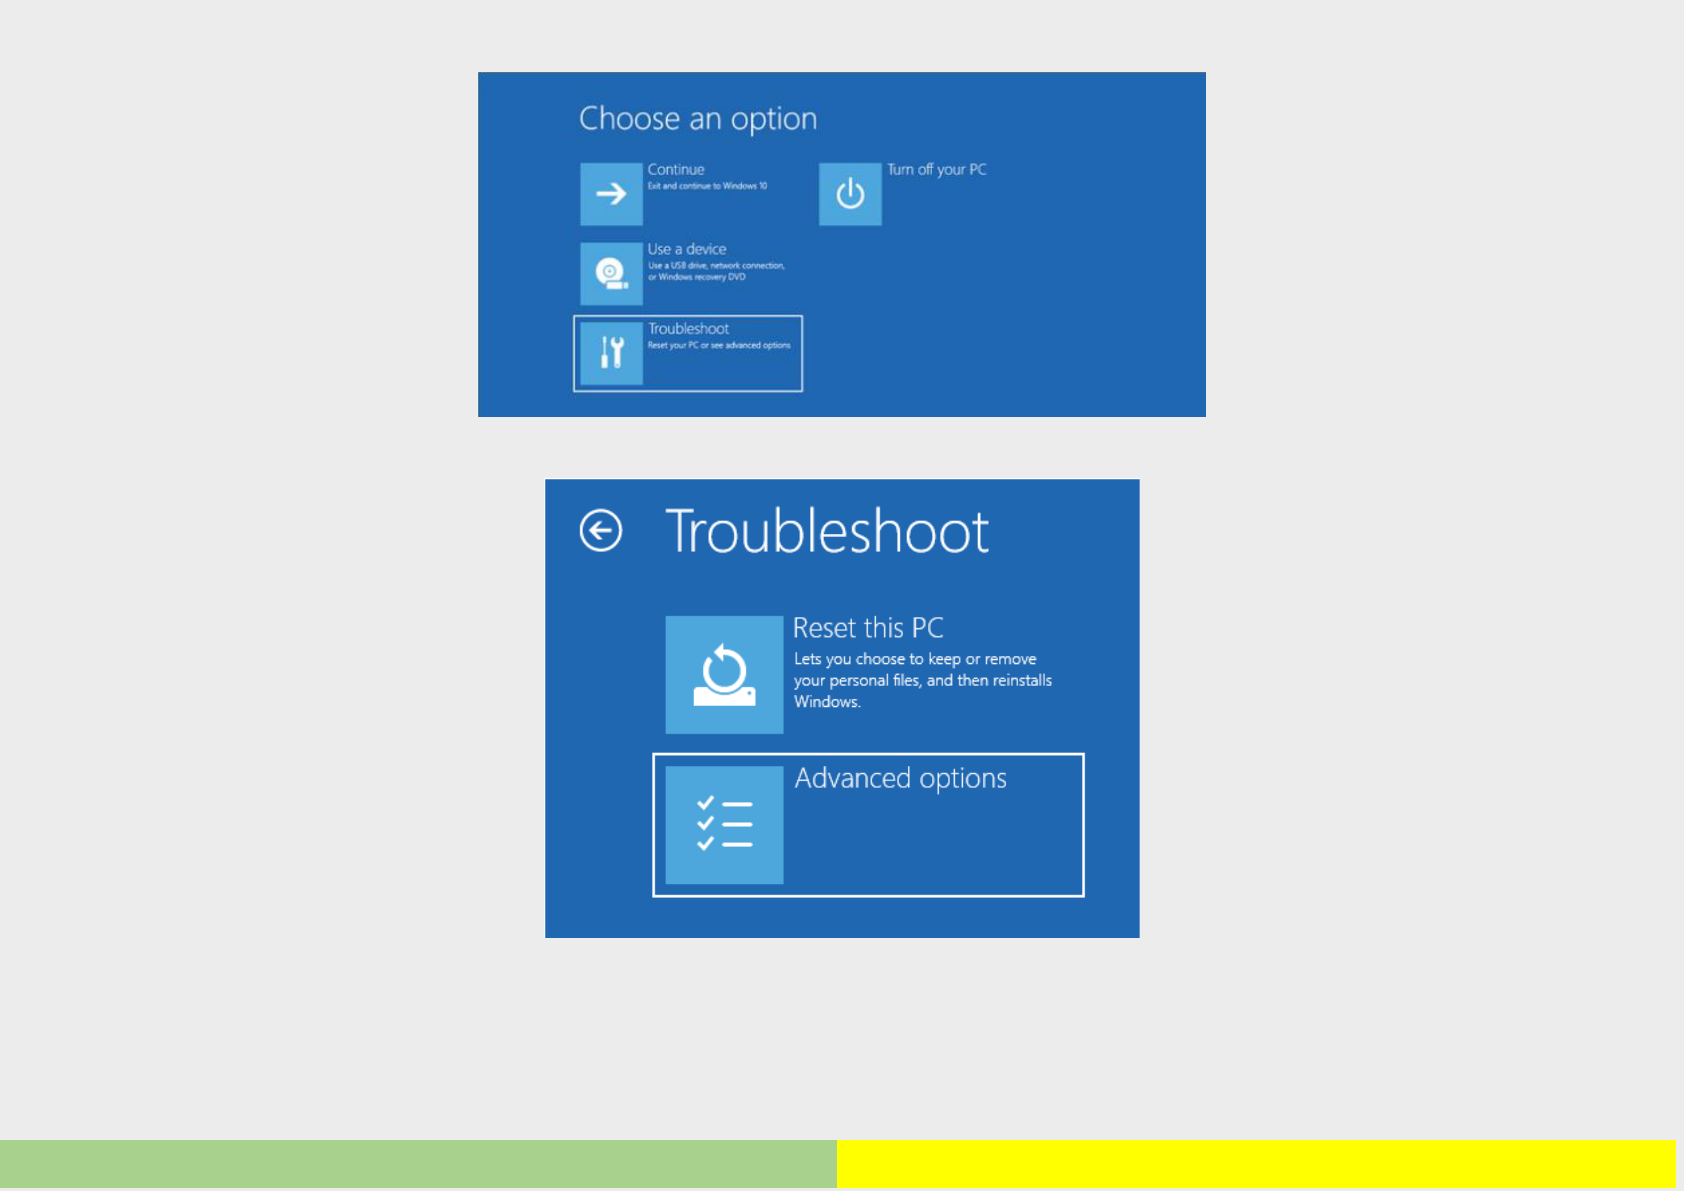 Choose an option
Continue
Exit and continue to Windows 10
Turn off your PC
Use a device
Use a USB drive, network connection,
or Windows recovery DVD
Troubleshoot
Reset your PC or see advanced options
Troubleshoot
Reset this PC
Lets you choose to keep or remove
your personal files, and then reinstalls
Windows.
Advanced options